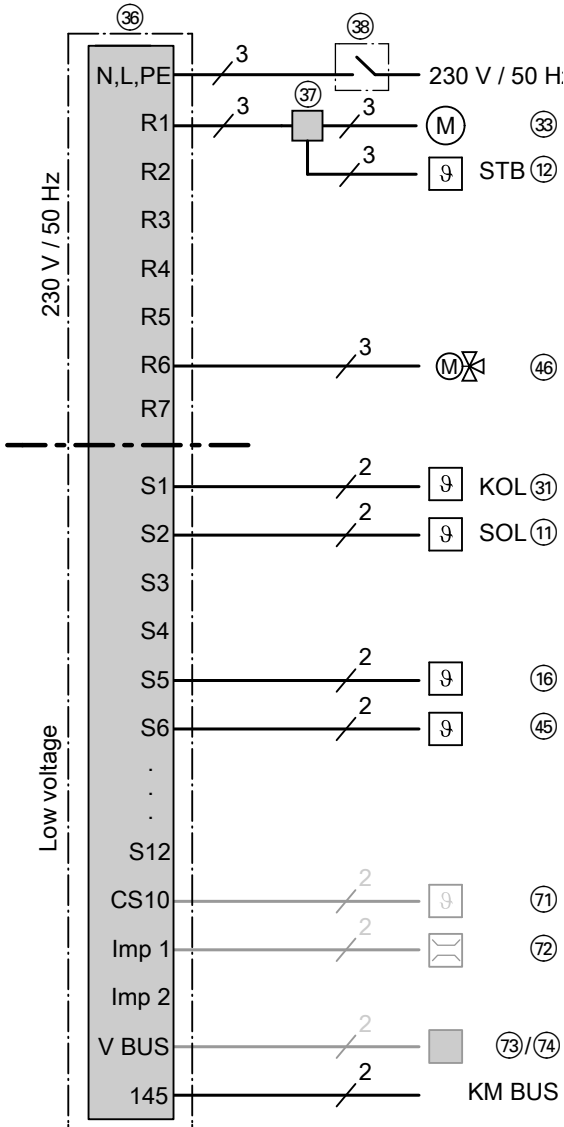 ㊱ ㊳
N,L,PE 3 230 V / 50 Hz
㊲
R1 3 3 M ㉝
R2 3 ϑ STB ⑫
R3
230 V / 50 Hz
R4
R5
R6 3 M ㊻
R7
S1 2 ϑ KOL ㉛
S2 2 ϑ SOL ⑪
S3
S4
S5 2 ϑ ⑯
S6 2 ϑ ㊺
Low voltage
.
.
.
S12
CS10 2 ϑ 71
Imp 1 2 72
Imp 2
V BUS 2 73/74
145 2 KM BUS